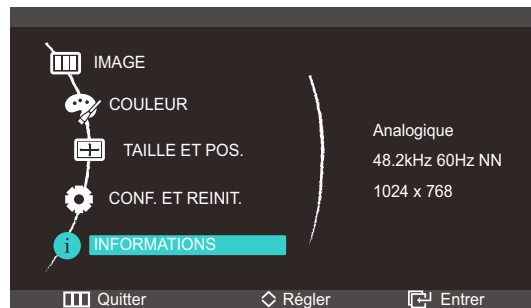 IMAGE
COULEUR
TAILLE ET POS.
CONF. ET REINIT.
i INFORMATIONS
Analogique
48.2kHz 60Hz NN
1024 x 768
Quitter Régler Entrer